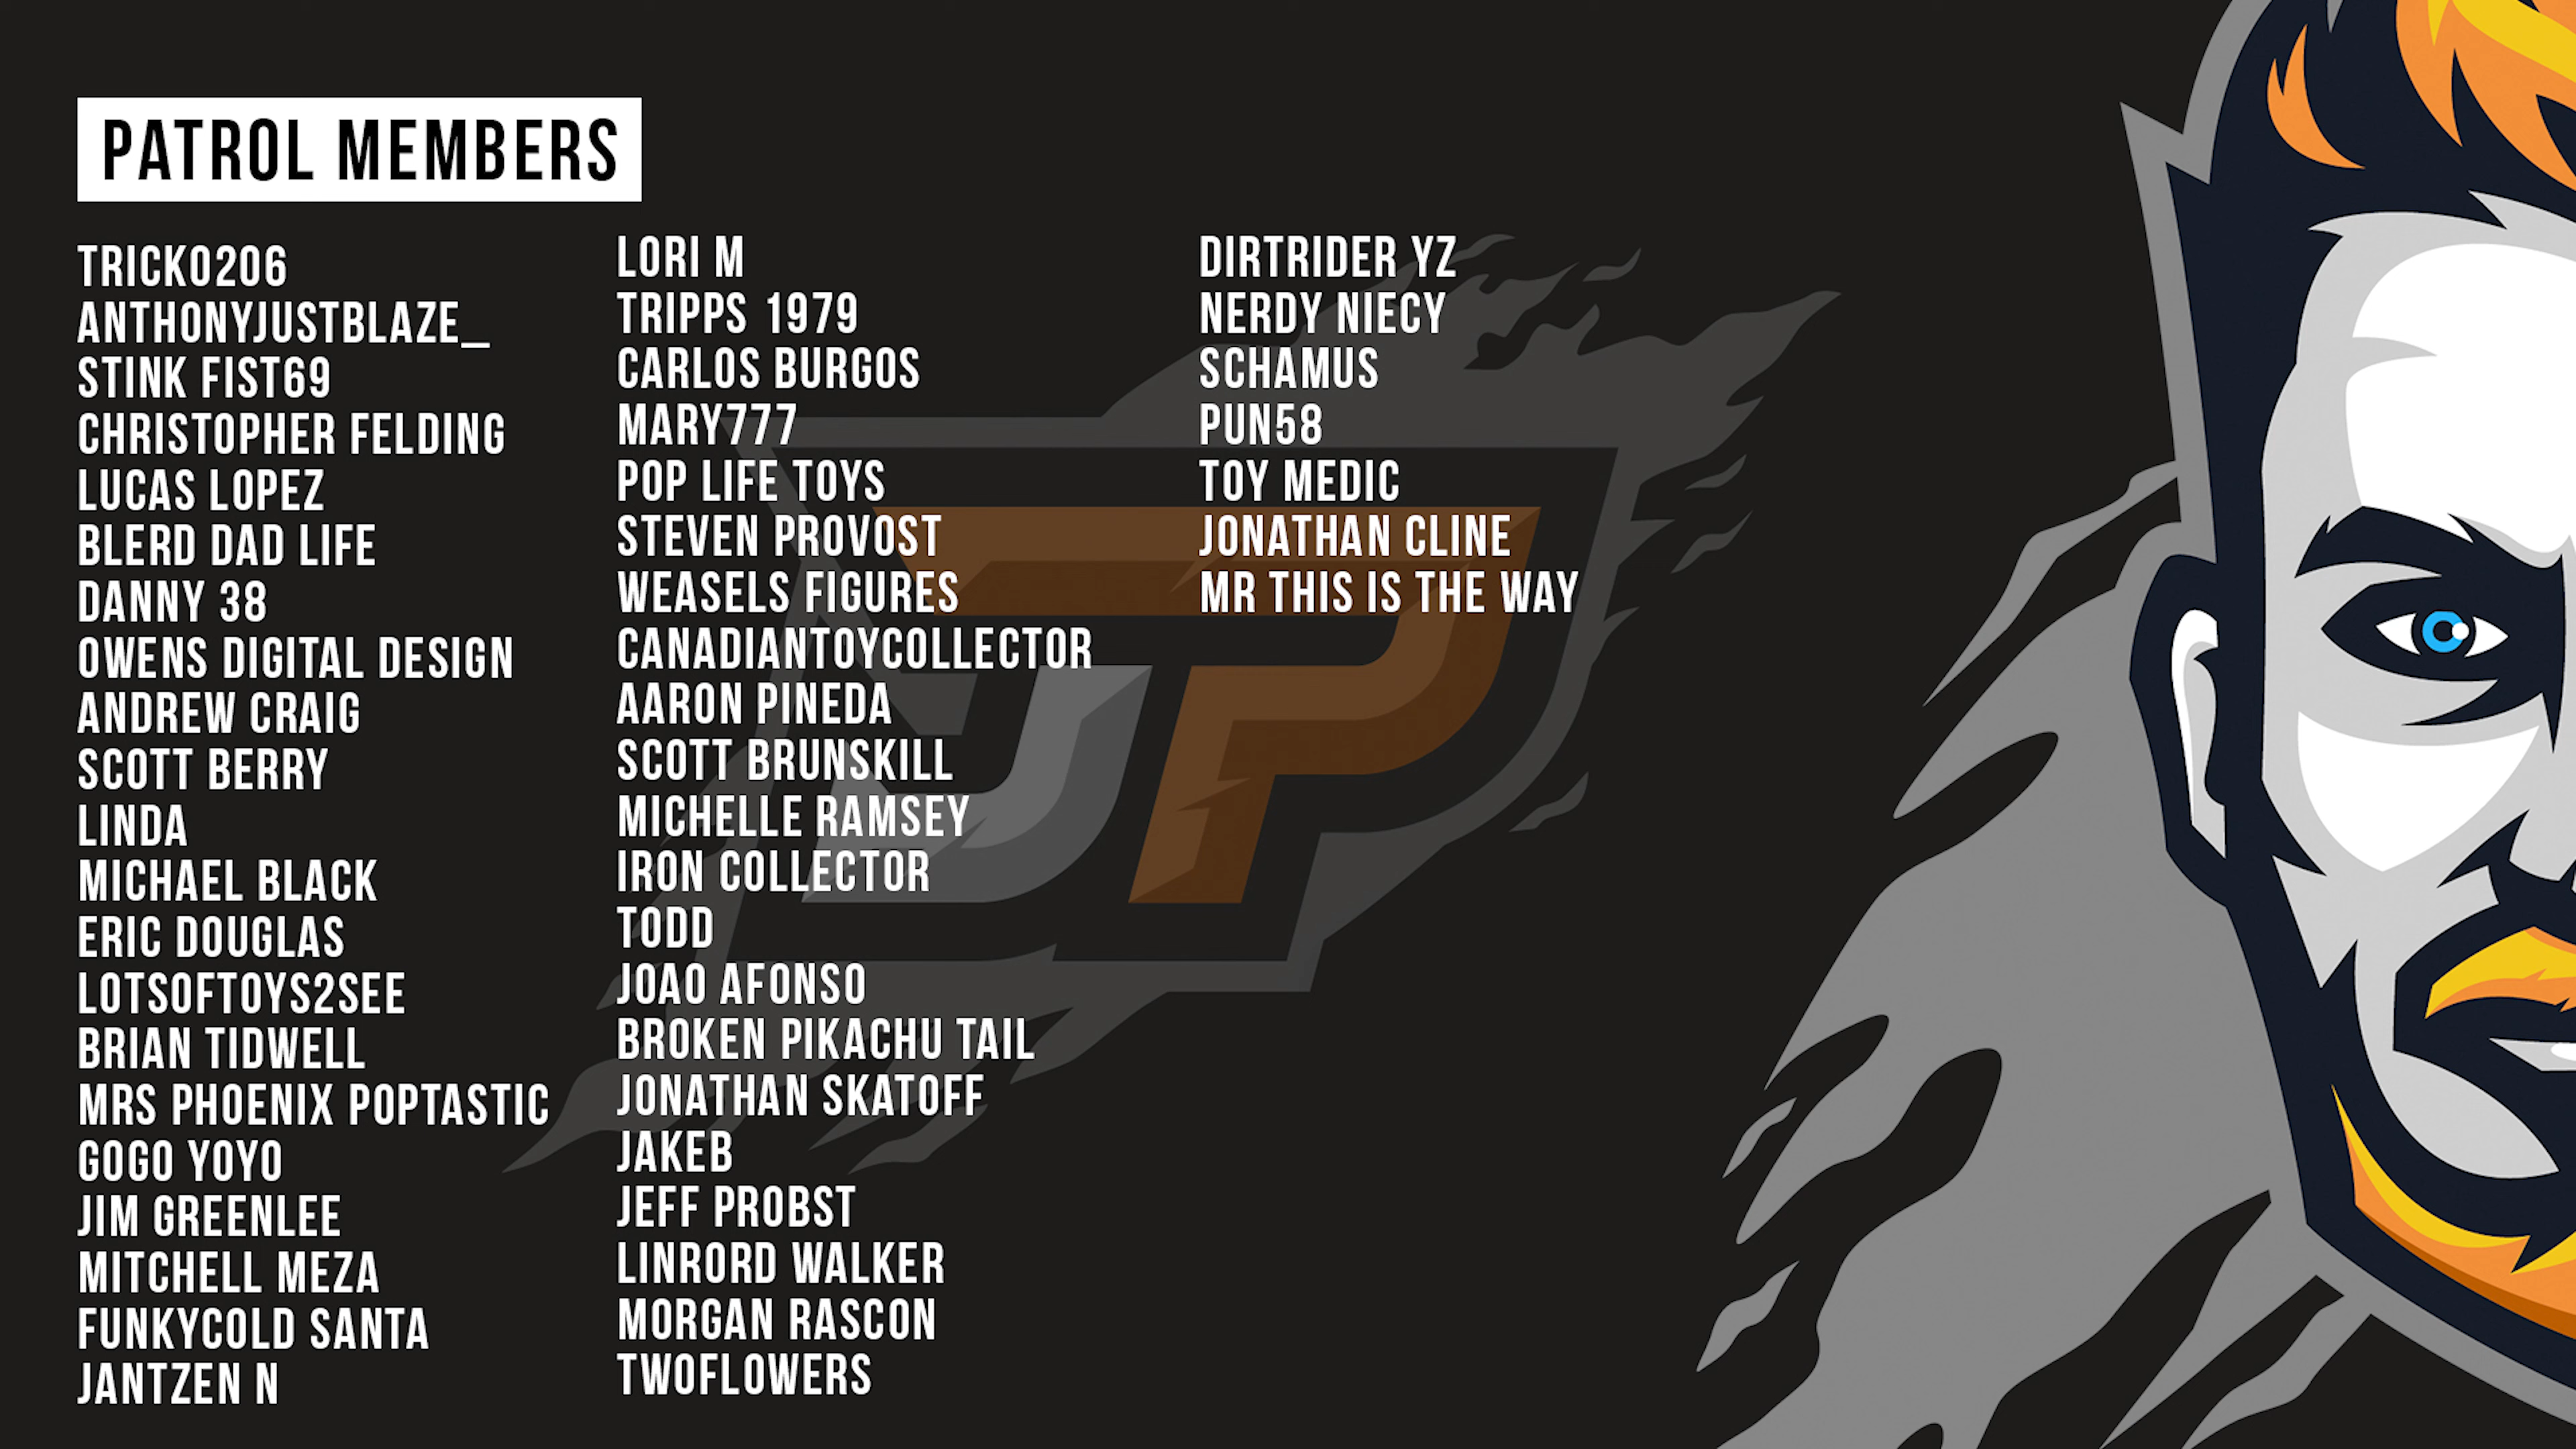 PATROL MEMBERS
TRICKO206
ANTHONYJUSTBLAZE_
STINK FIST69
CHRISTOPHER FELDING
LUCAS LOPEZ
BLERD DAD LIFE
DANNY 38
OWENS DIGITAL DESIGN
ANDREW CRAIG
SCOTT BERRY
LINDA
MICHAEL BLACK
ERIC DOUGLAS
LOTSOFTOYS2SEE
BRIAN TIDWELL
MRS PHOENIX POPTASTIC
GOGO YOYO
JIM GREENLEE
MITCHELL MEZA
FUNKYCOLD SANTA
JANTZEN N
LORI M
TRIPPS 1979
CARLOS BURGOS
MARY777
POP LIFE TOYS
STEVEN PROVOST
WEASELS FIGURES
CANADIANTOYCOLLECTOR
AARON PINEDA
SCOTT BRUNSKILL
MICHELLE RAMSEY
IRON COLLECTOR
TODD
JOAO AFONSO
BROKEN PIKACHU TAIL
JONATHAN SKATOFF
JAKEB
JEFF PROBST
LINRORD WALKER
MORGAN RASCON
TWOFLOWERS
DIRTRIDER YZ
NERDY NIECY
SCHAMUS
PUN58
TOY MEDIC
JONATHAN CLINE
MR THIS IS THE WAY
JP